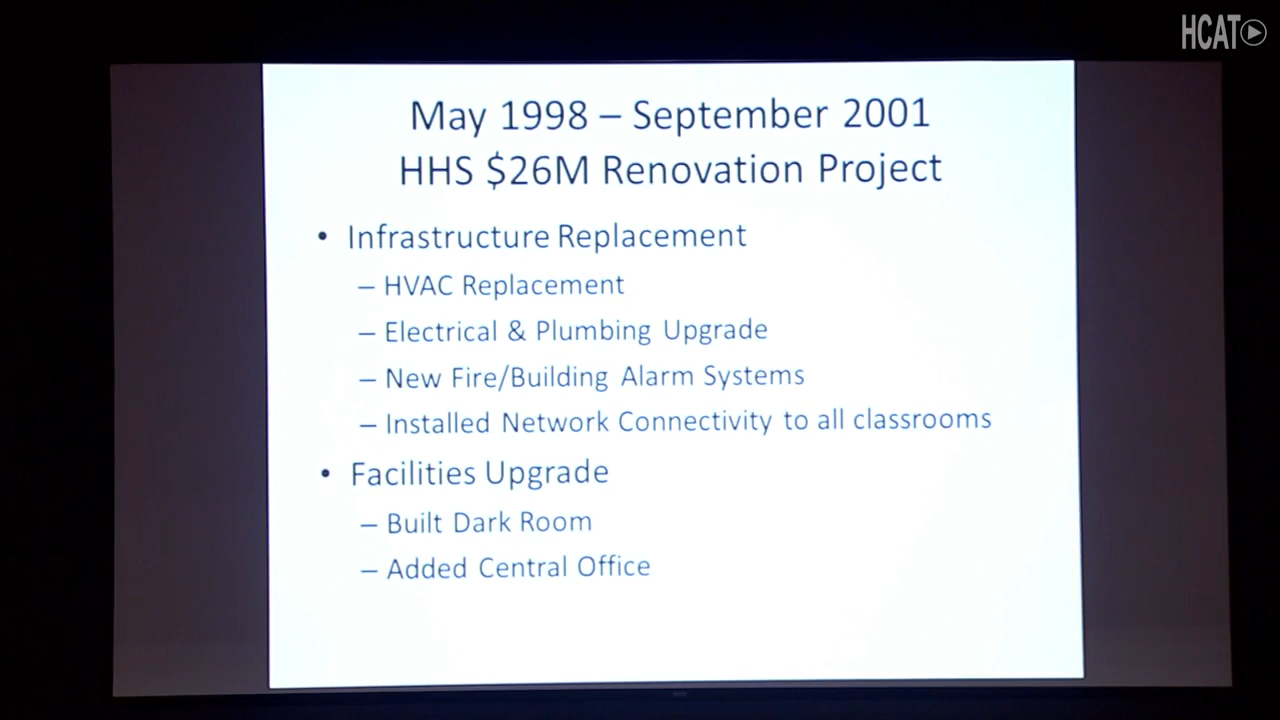 HCAT
May 1998 – September 2001
HHS $26M Renovation Project
• Infrastructure Replacement
– HVAC Replacement
– Electrical & Plumbing Upgrade
– New Fire/Building Alarm Systems
– Installed Network Connectivity to all classrooms
• Facilities Upgrade
– Built Dark Room
– Added Central Office